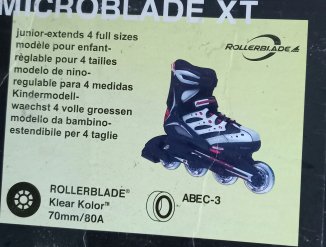 MICROBLADE XT
junior-extends 4 full sizes
modèle pour enfant-
règlable pour 4 tailles
modelo de nino-
regulable para 4 medidas
Kindermodell-
waechst 4 volle groessen
modello da bambino-
estendibile per 4 taglie
ROLLERBLADE
ROLLERBLADE®
Klear Kolor™
70mm/80A
ABEC-3